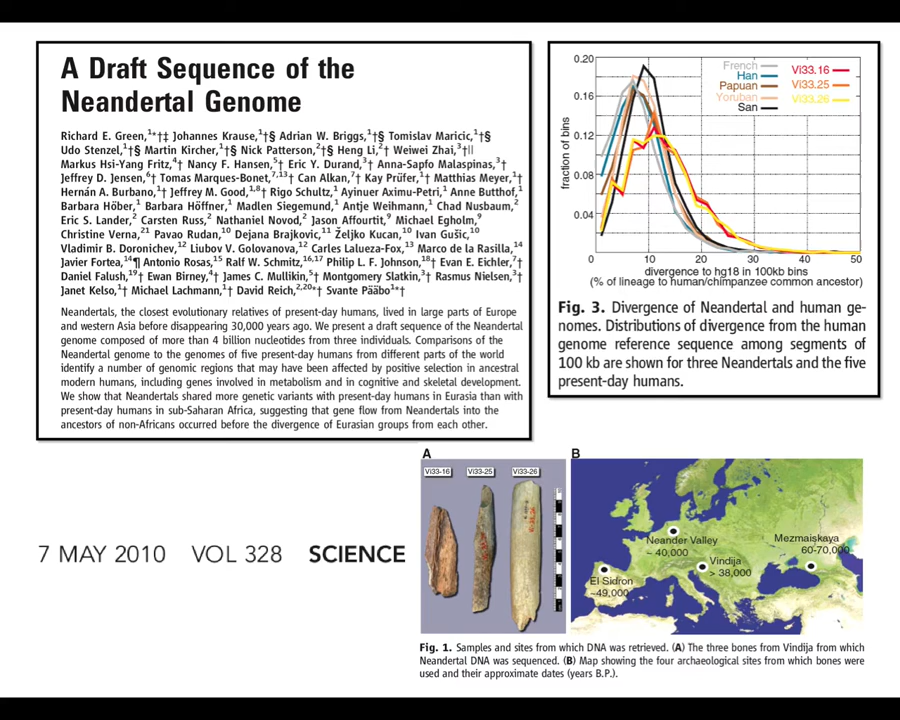 A Draft Sequence of the
Neandertal Genome
Richard E. Green,¹*†‡ Johannes Krause,¹†§ Adrian W. Briggs,¹†§ Tomislav Maricic,¹†§
Udo Stenzel,¹†§ Martin Kircher,¹†§ Nick Patterson,²†§ Heng Li,²† Weiwei Zhai,³†||
Markus Hsi-Yang Fritz,⁴† Nancy F. Hansen,⁵† Eric Y. Durand,³† Anna-Sapfo Malaspinas,³†
Jeffrey D. Jensen,⁶† Tomas Marques-Bonet,⁷,¹³† Can Alkan,⁷† Kay Prüfer,¹† Matthias Meyer,¹†
Hernán A. Burbano,¹† Jeffrey M. Good,¹,⁸† Rigo Schultz,¹ Ayinuer Aximu-Petri,¹ Anne Butthof,¹
Barbara Höber,¹ Barbara Höffner,¹ Madlen Siegemund,¹ Antje Weihmann,¹ Chad Nusbaum,²
Eric S. Lander,² Carsten Russ,² Nathaniel Novod,² Jason Affourtit,⁹ Michael Egholm,⁹
Christine Verna,²¹ Pavao Rudan,¹⁰ Dejana Brajkovic,¹¹ Željko Kucan,¹⁰ Ivan Gušic,¹⁰
Vladimir B. Doronichev,¹² Liubov V. Golovanova,¹² Carles Lalueza-Fox,¹³ Marco de la Rasilla,¹⁴
Javier Fortea,¹⁴¶ Antonio Rosas,¹⁵ Ralf W. Schmitz,¹⁶,¹⁷ Philip L. F. Johnson,¹⁸† Evan E. Eichler,⁷†
Daniel Falush,¹⁹† Ewan Birney,⁴† James C. Mullikin,⁵† Montgomery Slatkin,³† Rasmus Nielsen,³†
Janet Kelso,¹† Michael Lachmann,¹† David Reich,²,²⁰*† Svante Pääbo¹*†
Neandertals, the closest evolutionary relatives of present-day humans, lived in large parts of Europe
and western Asia before disappearing 30,000 years ago. We present a draft sequence of the Neandertal
genome composed of more than 4 billion nucleotides from three individuals. Comparisons of the
Neandertal genome to the genomes of five present-day humans from different parts of the world
identify a number of genomic regions that may have been affected by positive selection in ancestral
modern humans, including genes involved in metabolism and in cognitive and skeletal development.
We show that Neandertals shared more genetic variants with present-day humans in Eurasia than with
present-day humans in sub-Saharan Africa, suggesting that gene flow from Neandertals into the
ancestors of non-Africans occurred before the divergence of Eurasian groups from each other.
0.20
0.16
0.12
0.08
0.04
fraction of bins
French
Han
Papuan
Yoruban
San
Vi33.16
Vi33.25
Vi33.26
0 10 20 30 40 50
divergence to hg18 in 100kb bins
(% of lineage to human/chimpanzee common ancestor)
Fig. 3. Divergence of Neandertal and human ge-
nomes. Distributions of divergence from the human
genome reference sequence among segments of
100 kb are shown for three Neandertals and the five
present-day humans.
7 MAY 2010 VOL 328 SCIENCE
A
Vi33-16 Vi33-25 Vi33-26
B
Neander Valley
~ 40,000
Mezmaiskaya
60-70,000
Vindija
> 38,000
El Sidron
~49,000
Fig. 1. Samples and sites from which DNA was retrieved. (A) The three bones from Vindija from which
Neandertal DNA was sequenced. (B) Map showing the four archaeological sites from which bones were
used and their approximate dates (years B.P.).